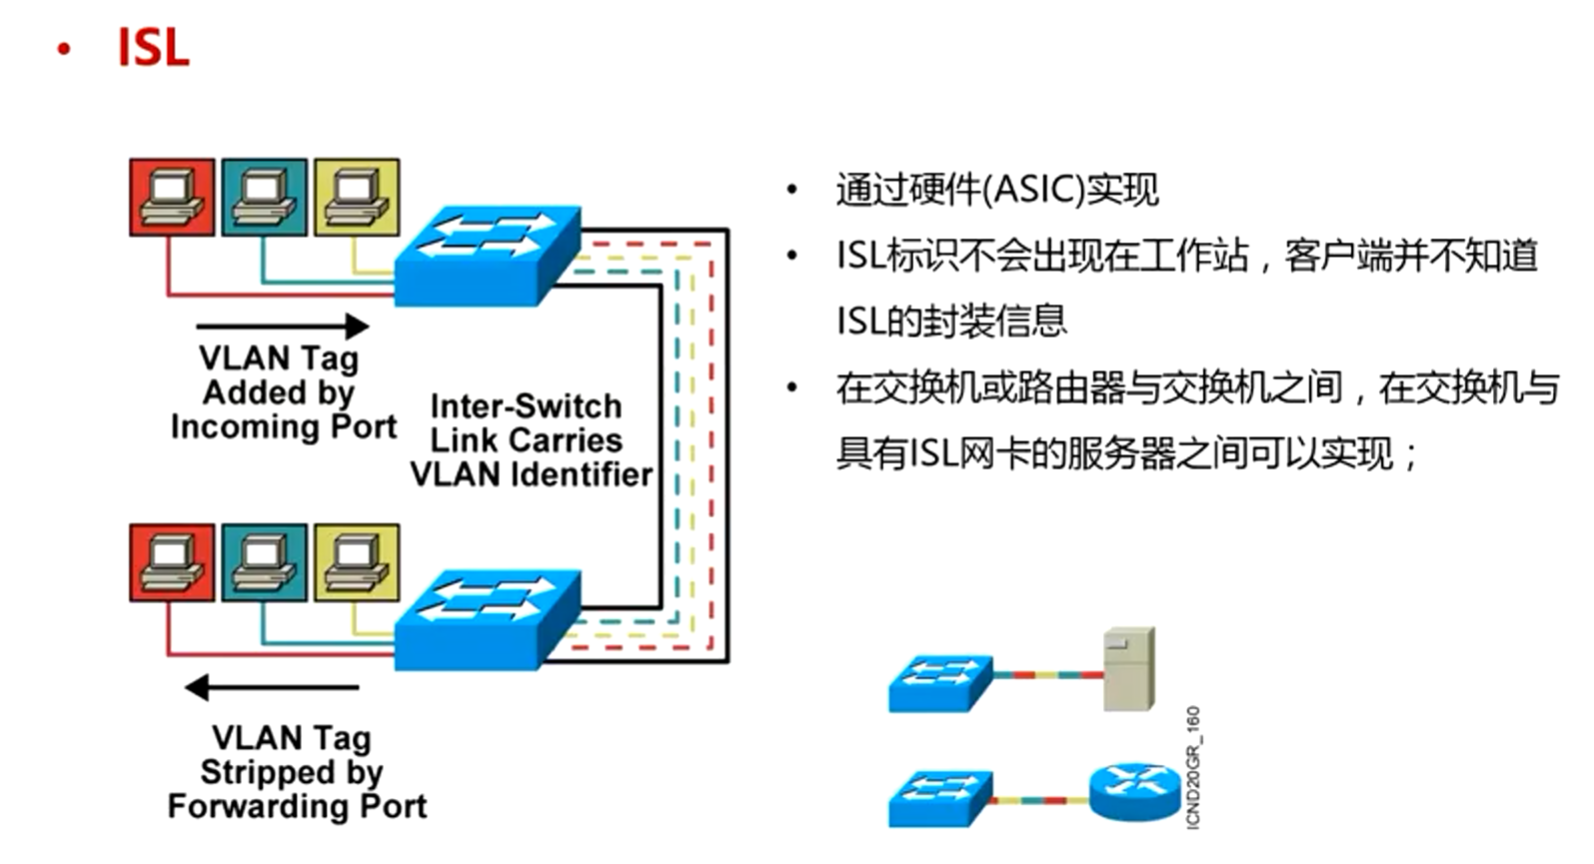 ISL
VLAN Tag
Added by
Incoming Port
Inter-Switch
Link Carries
VLAN Identifier
VLAN Tag
Stripped by
Forwarding Port
通过硬件(ASIC)实现
ISL标识不会出现在工作站，客户端并不知道
ISL的封装信息
在交换机或路由器与交换机之间，在交换机与
具有ISL网卡的服务器之间可以实现；
ICND20GR_160